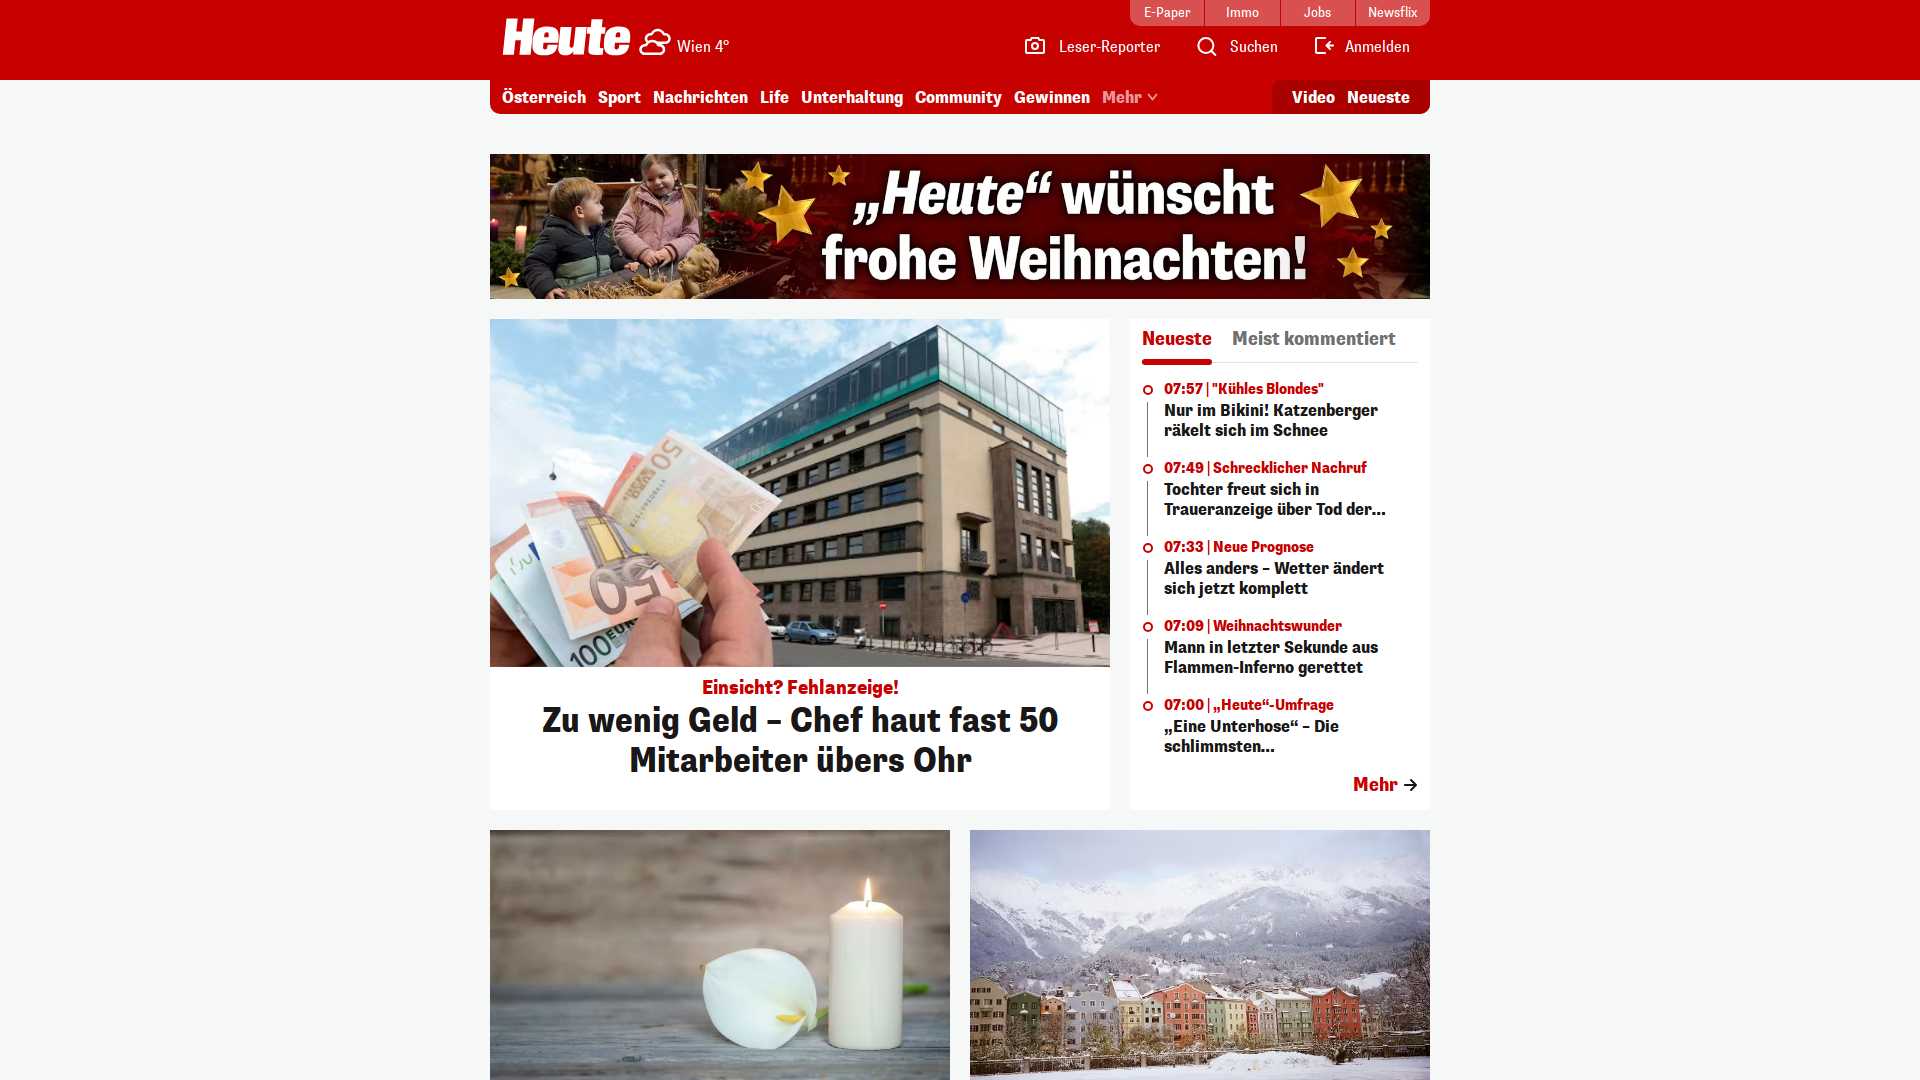 E-Paper
Immo
Jobs
Newsflix
Heute
Wien 4°
Leser-Reporter
Suchen
Anmelden
Österreich
Sport
Nachrichten
Life
Unterhaltung
Community
Gewinnen
Mehr
Video
Neueste
„Heute“ wünscht
frohe Weihnachten!
50
50
100 EURO
Einsicht? Fehlanzeige!
Zu wenig Geld – Chef haut fast 50
Mitarbeiter übers Ohr
Neueste
Meist kommentiert
07:57 | "Kühles Blondes"
Nur im Bikini! Katzenberger
räkelt sich im Schnee
07:49 | Schrecklicher Nachruf
Tochter freut sich in
Traueranzeige über Tod der...
07:33 | Neue Prognose
Alles anders – Wetter ändert
sich jetzt komplett
07:09 | Weihnachtswunder
Mann in letzter Sekunde aus
Flammen-Inferno gerettet
07:00 | „Heute“-Umfrage
„Eine Unterhose“ – Die
schlimmsten...
Mehr